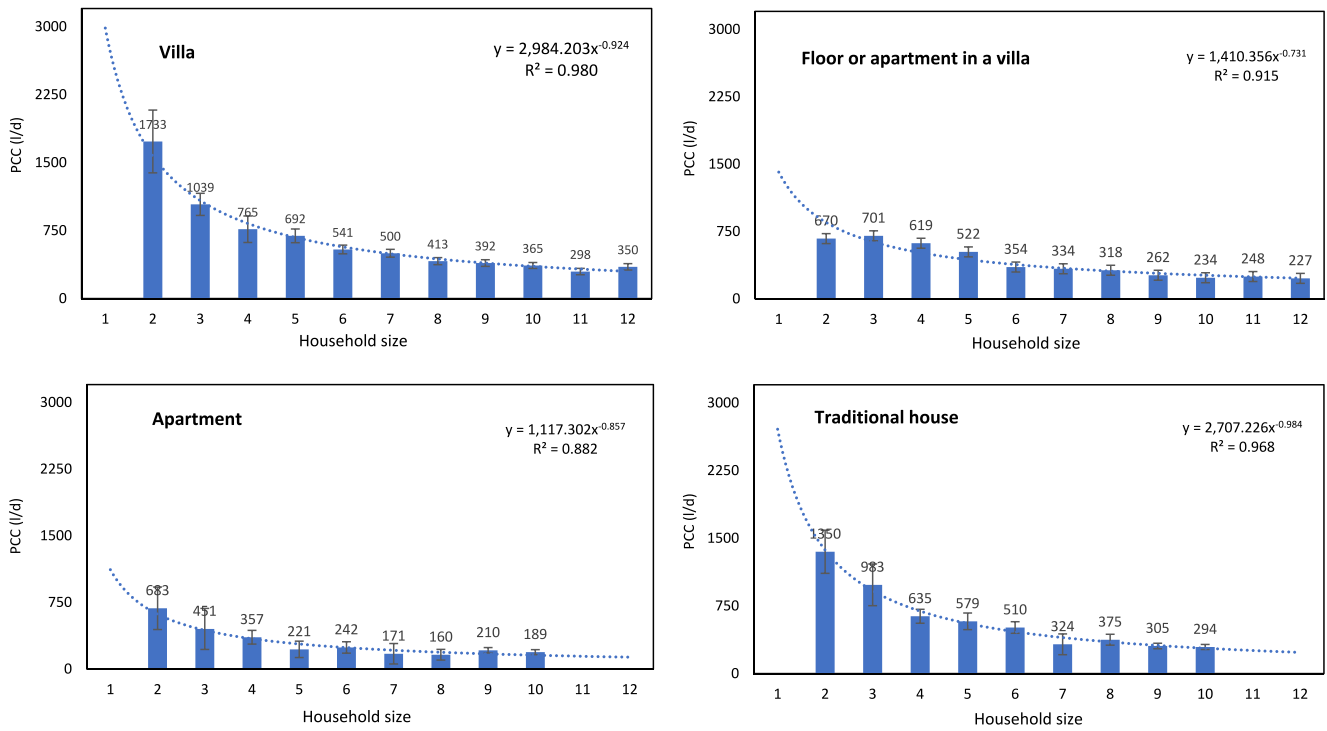 Villa
y = 2,984.203x^-0.924
R² = 0.980
PCC (l/d)
3000
2250
1500
750
0
1733
1039
765
692
541
500
413
392
365
298
350
1 2 3 4 5 6 7 8 9 10 11 12
Household size
Floor or apartment in a villa
y = 1,410.356x^-0.731
R² = 0.915
PCC (l/d)
3000
2250
1500
750
0
670
701
619
522
354
334
318
262
234
248
227
1 2 3 4 5 6 7 8 9 10 11 12
Household size
Apartment
y = 1,117.302x^-0.857
R² = 0.882
PCC (l/d)
3000
2250
1500
750
0
683
451
357
221
242
171
160
210
189
1 2 3 4 5 6 7 8 9 10 11 12
Household size
Traditional house
y = 2,707.226x^-0.984
R² = 0.968
PCC (l/d)
3000
2250
1500
750
0
1350
983
635
579
510
324
375
305
294
1 2 3 4 5 6 7 8 9 10 11 12
Household size